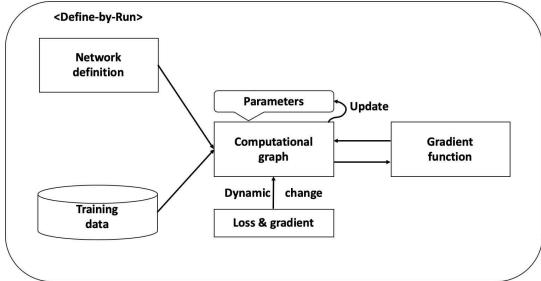 <Define-by-Run>
Network
definition
Parameters
Update
Computational
graph
Gradient
function
Dynamic change
Training
data
Loss & gradient